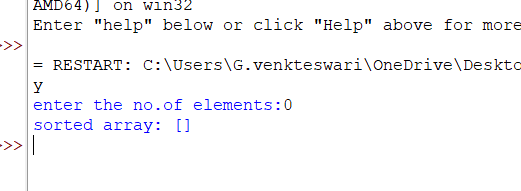 AMD64)] on win32
Enter "help" below or click "Help" above for more
>>>
= RESTART: C:\Users\G.venkteswari\OneDrive\Deskto
y
enter the no.of elements:0
sorted array: []
>>>